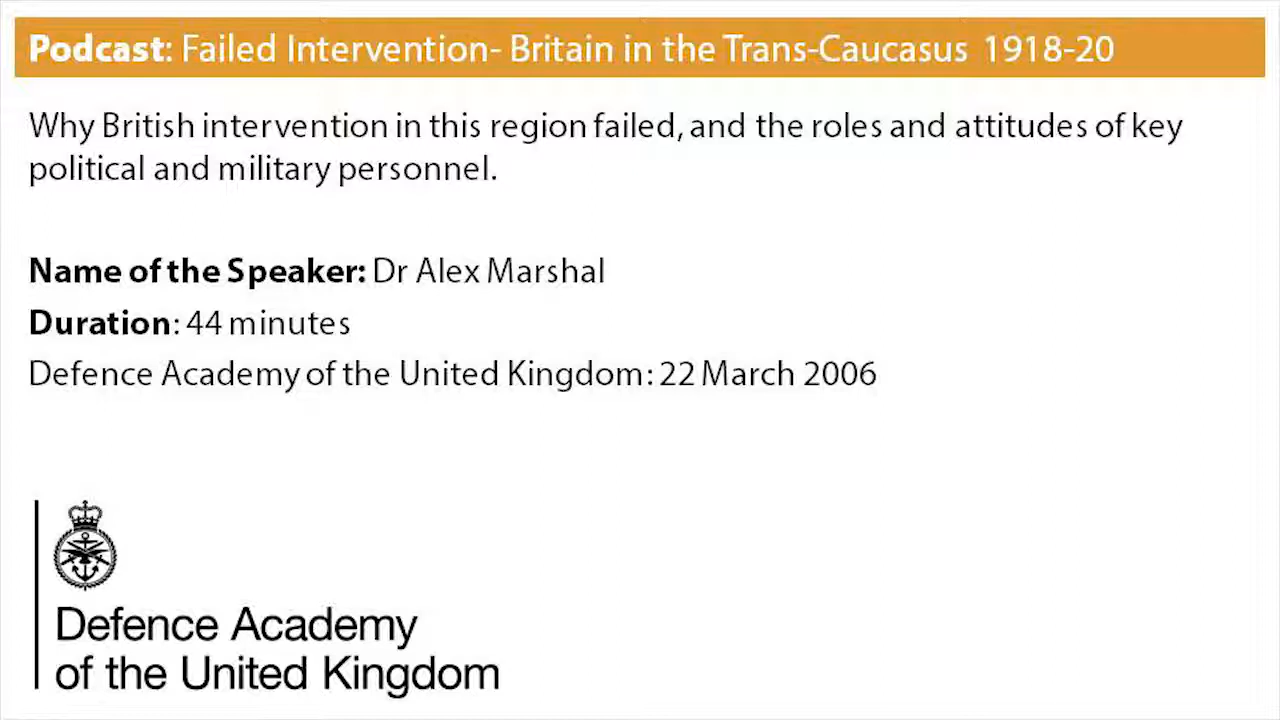 Podcast: Failed Intervention- Britain in the Trans-Caucasus 1918-20
Why British intervention in this region failed, and the roles and attitudes of key
political and military personnel.
Name of the Speaker: Dr Alex Marshal
Duration: 44 minutes
Defence Academy of the United Kingdom: 22 March 2006
Defence Academy
of the United Kingdom